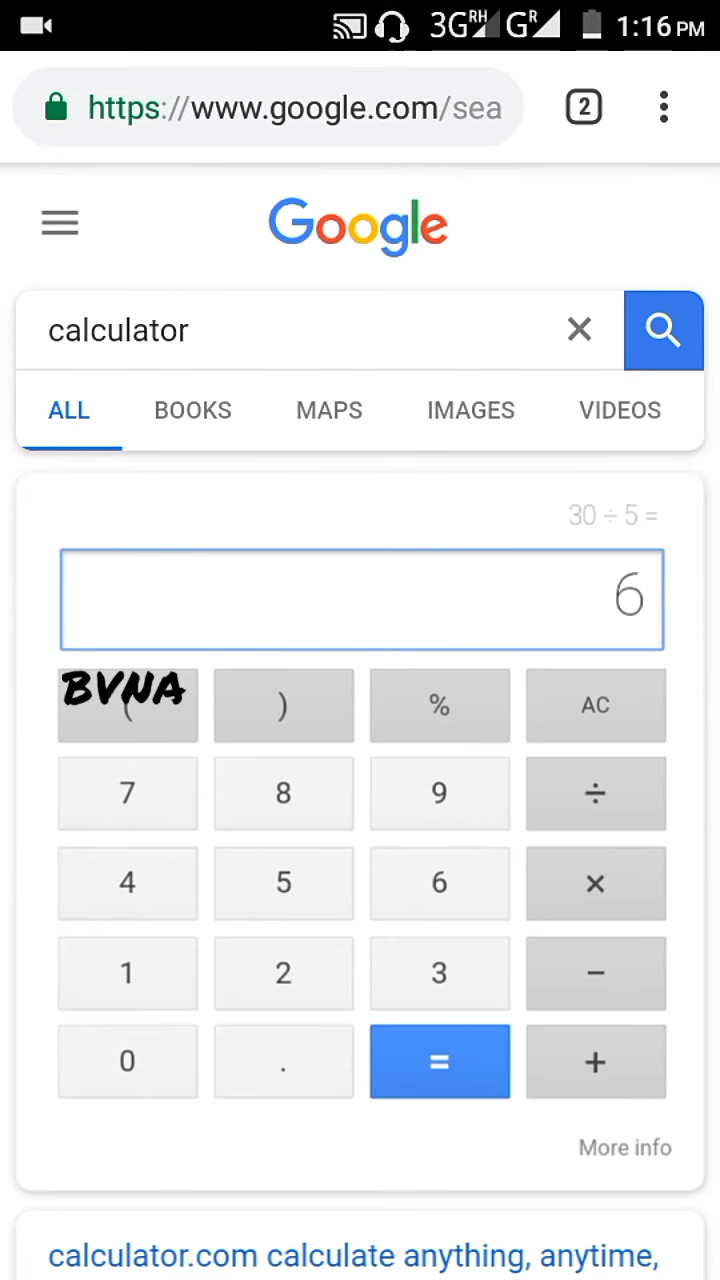 3G RH G R 1:16 PM
https://www.google.com/sea 2
Google
calculator
ALL BOOKS MAPS IMAGES VIDEOS
30 ÷ 5 =
6
BVNA
( ) % AC
7 8 9 ÷
4 5 6 ×
1 2 3 −
0 . = +
More info
calculator.com calculate anything, anytime,